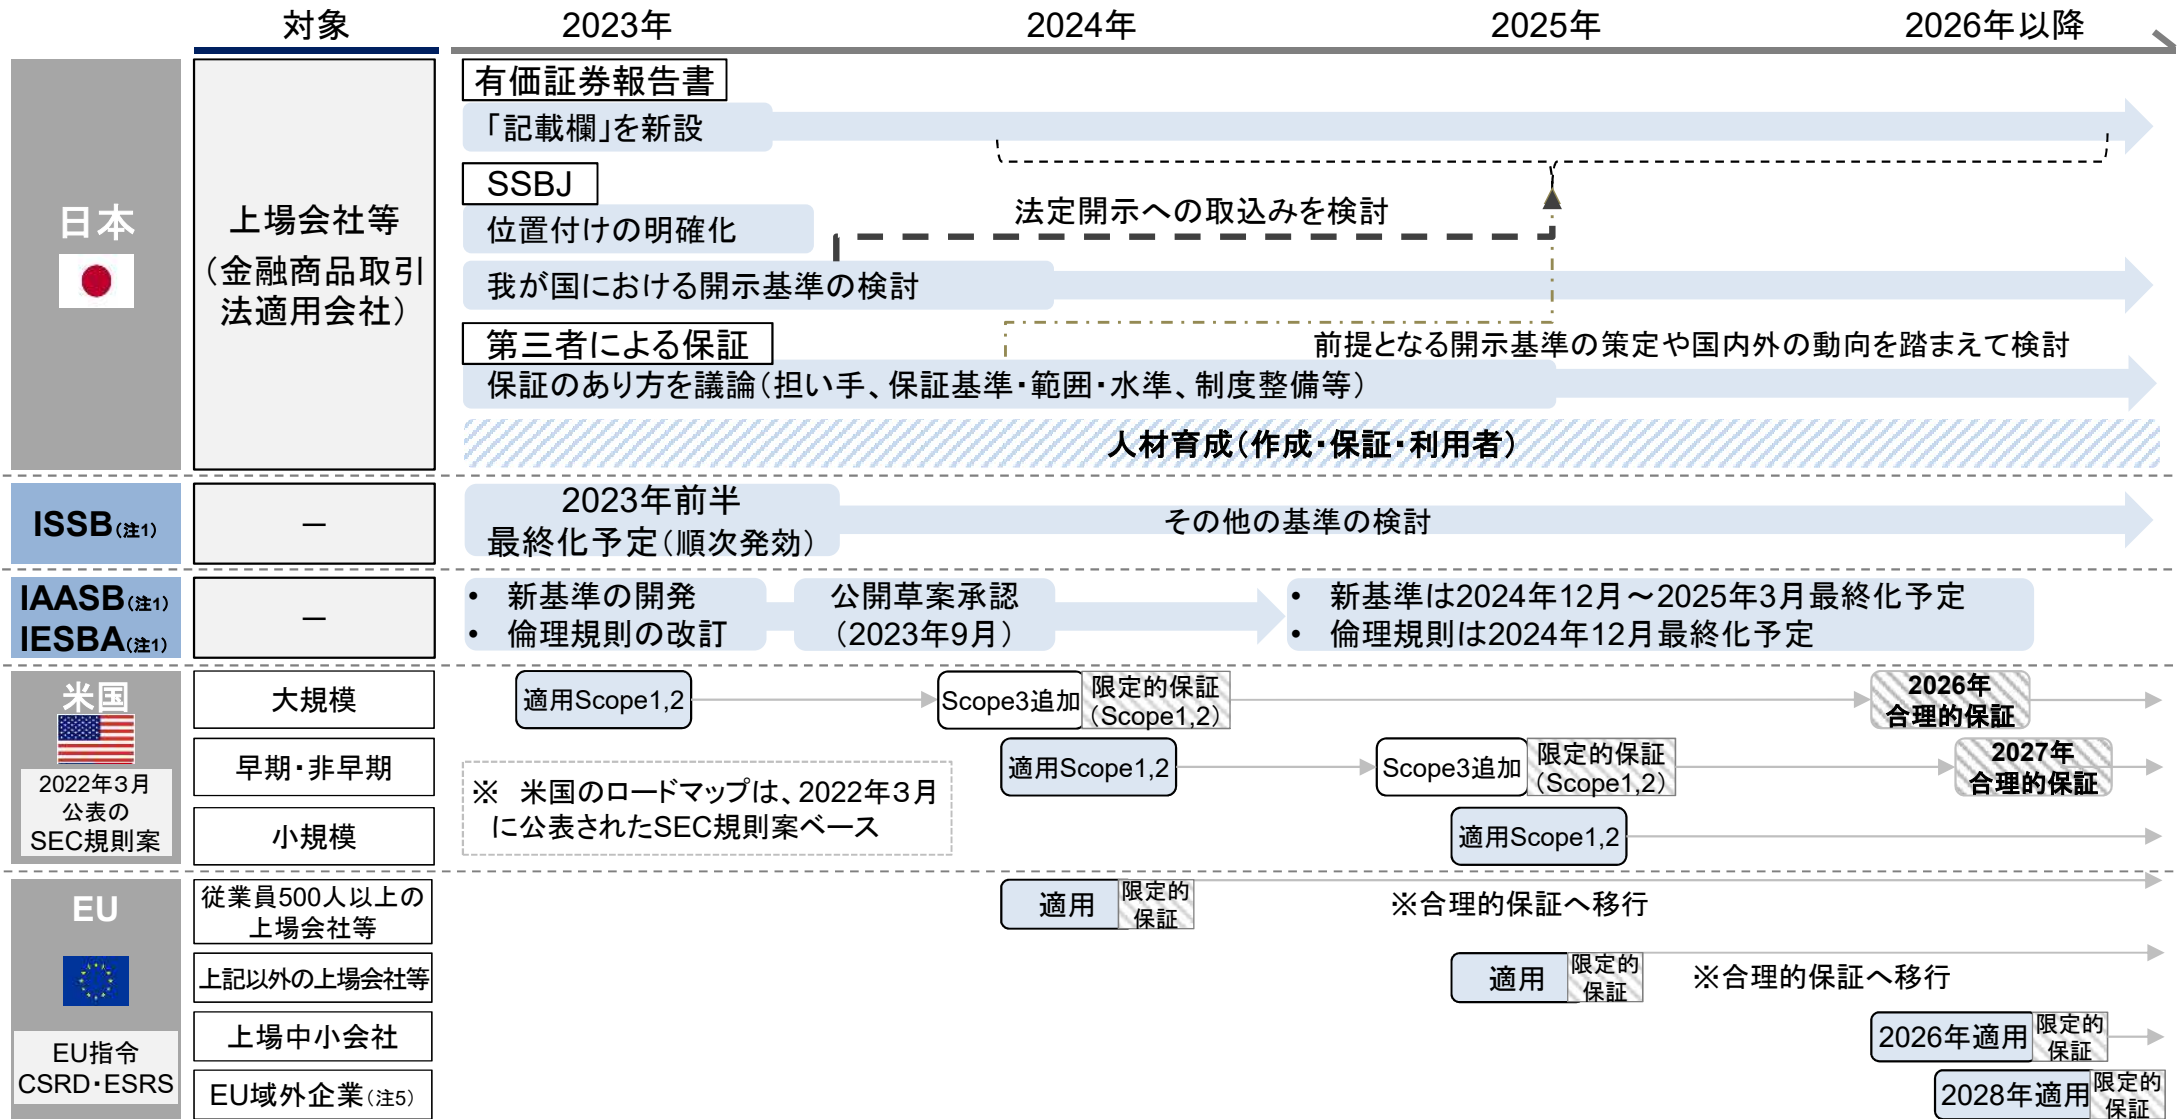 対象
2023年
2024年
2025年
2026年以降
日本
上場会社等
（金融商品取引
法適用会社）
有価証券報告書
「記載欄」を新設
SSBJ
位置付けの明確化
法定開示への取込みを検討
我が国における開示基準の検討
第三者による保証
前提となる開示基準の策定や国内外の動向を踏まえて検討
保証のあり方を議論（担い手、保証基準・範囲・水準、制度整備等）
人材育成（作成・保証・利用者）
ISSB（注1）
－
2023年前半
最終化予定（順次発効）
その他の基準の検討
IAASB（注1）
IESBA（注1）
－
• 新基準の開発
• 倫理規則の改訂
公開草案承認
（2023年9月）
• 新基準は2024年12月～2025年3月最終化予定
• 倫理規則は2024年12月最終化予定
米国
2022年3月
公表の
SEC規則案
大規模
適用Scope1,2
Scope3追加
限定的保証
（Scope1,2）
2026年
合理的保証
早期・非早期
適用Scope1,2
Scope3追加
限定的保証
（Scope1,2）
2027年
合理的保証
※　米国のロードマップは、2022年3月
に公表されたSEC規則案ベース
小規模
適用Scope1,2
EU
EU指令
CSRD・ESRS
従業員500人以上の
上場会社等
適用
限定的
保証
※合理的保証へ移行
上記以外の上場会社等
適用
限定的
保証
※合理的保証へ移行
上場中小会社
2026年適用
限定的
保証
EU域外企業（注5）
2028年適用
限定的
保証